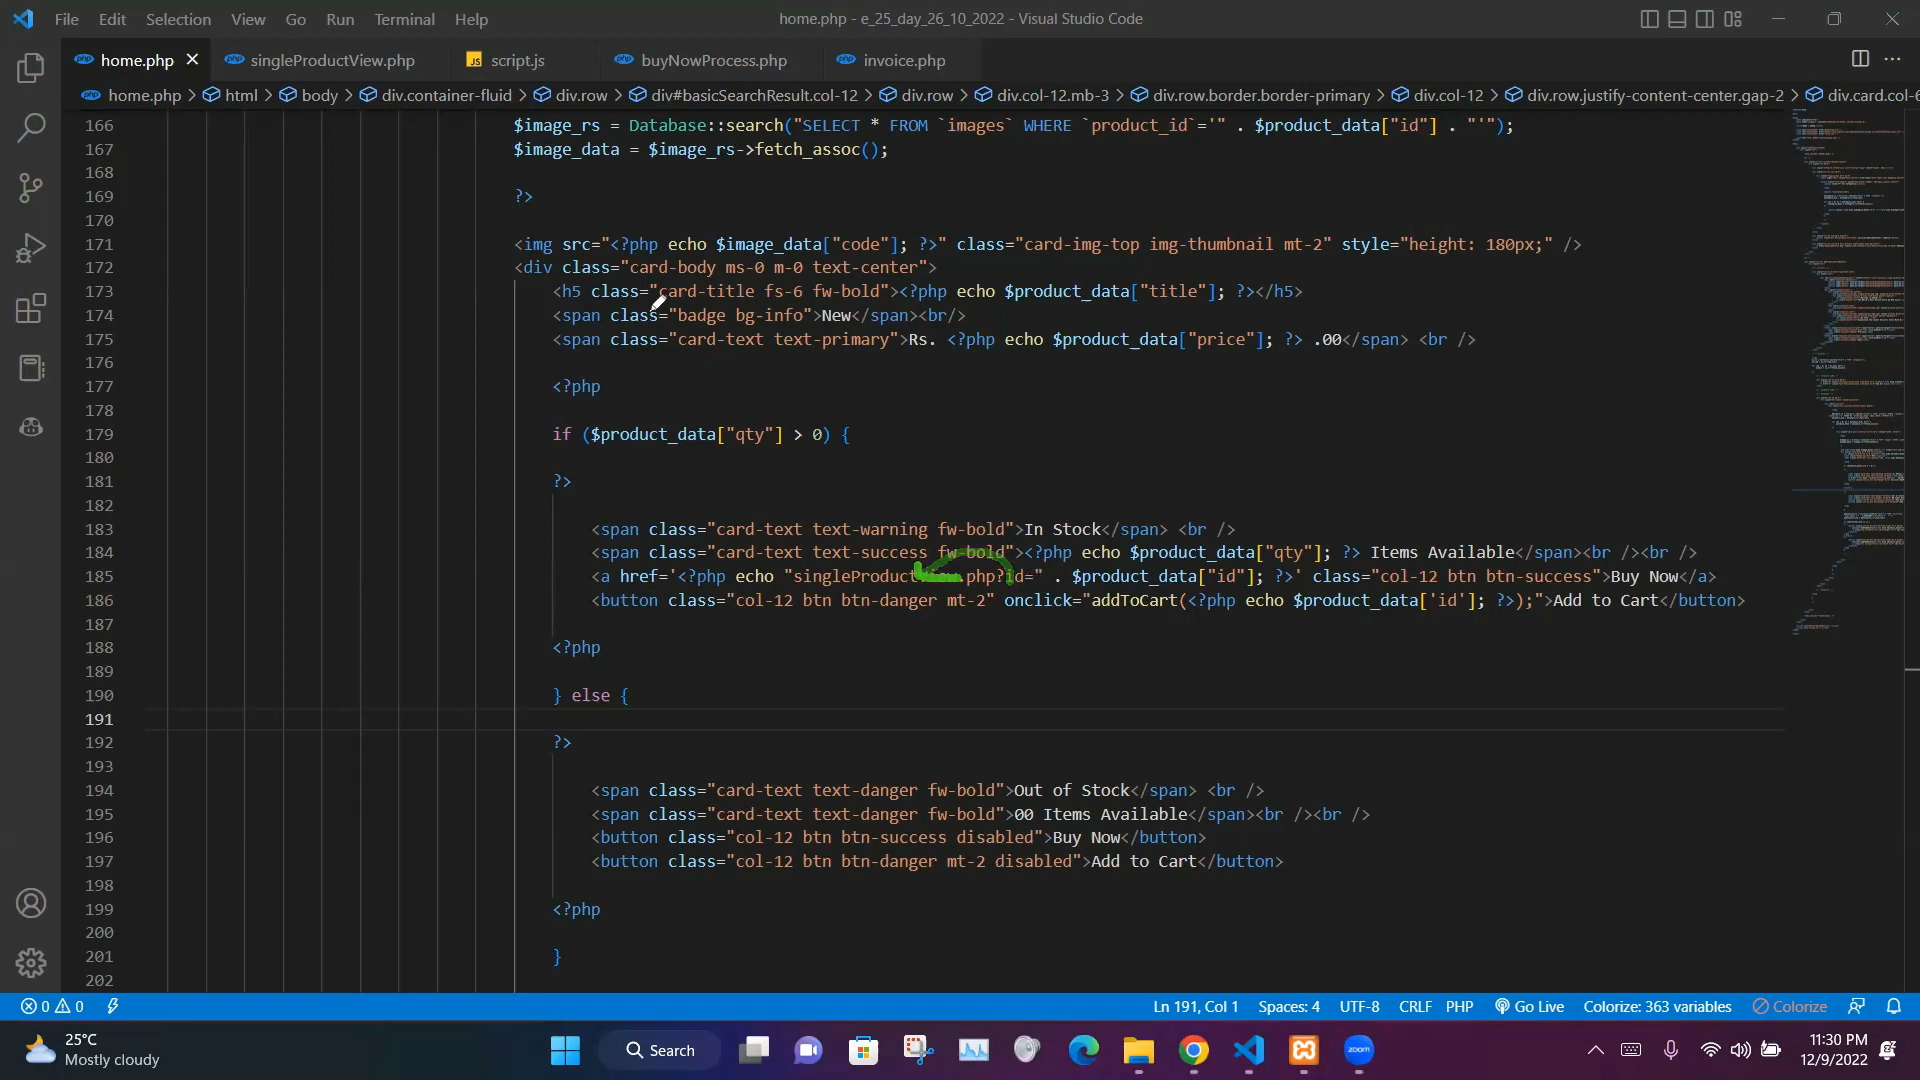 File Edit Selection View Go Run Terminal Help
home.php - e_25_day_26_10_2022 - Visual Studio Code
home.php singleProductView.php script.js buyNowProcess.php invoice.php
home.php > html > body > div.container-fluid > div.row > div#basicSearchResult.col-12 > div.row > div.col-12.mb-3 > div.row.border.border-primary > div.col-12 > div.row.justify-content-center.gap-2 > div.card.col-6
166 $image_rs = Database::search("SELECT * FROM `images` WHERE `product_id`='" . $product_data["id"] . "'");
167 $image_data = $image_rs->fetch_assoc();
168
169 ?>
170
171 <img src="<?php echo $image_data["code"]; ?>" class="card-img-top img-thumbnail mt-2" style="height: 180px;" />
172 <div class="card-body ms-0 m-0 text-center">
173 <h5 class="card-title fs-6 fw-bold"><?php echo $product_data["title"]; ?></h5>
174 <span class="badge bg-info">New</span><br/>
175 <span class="card-text text-primary">Rs. <?php echo $product_data["price"]; ?> .00</span> <br />
176
177 <?php
178
179 if ($product_data["qty"] > 0) {
180
181 ?>
182
183 <span class="card-text text-warning fw-bold">In Stock</span> <br />
184 <span class="card-text text-success fw-bold"><?php echo $product_data["qty"]; ?> Items Available</span><br /><br />
185 <a href='<?php echo "singleProductView.php?id=" . $product_data["id"]; ?>' class="col-12 btn btn-success">Buy Now</a>
186 <button class="col-12 btn btn-danger mt-2" onclick="addToCart(<?php echo $product_data['id']; ?>);">Add to Cart</button>
187
188 <?php
189
190 } else {
191
192 ?>
193
194 <span class="card-text text-danger fw-bold">Out of Stock</span> <br />
195 <span class="card-text text-danger fw-bold">00 Items Available</span><br /><br />
196 <button class="col-12 btn btn-success disabled">Buy Now</button>
197 <button class="col-12 btn btn-danger mt-2 disabled">Add to Cart</button>
198
199 <?php
200
201 }
202
0 0 Ln 191, Col 1 Spaces: 4 UTF-8 CRLF PHP Go Live Colorize: 363 variables Colorize
25°C
Mostly cloudy
Search
zoom
11:30 PM
12/9/2022